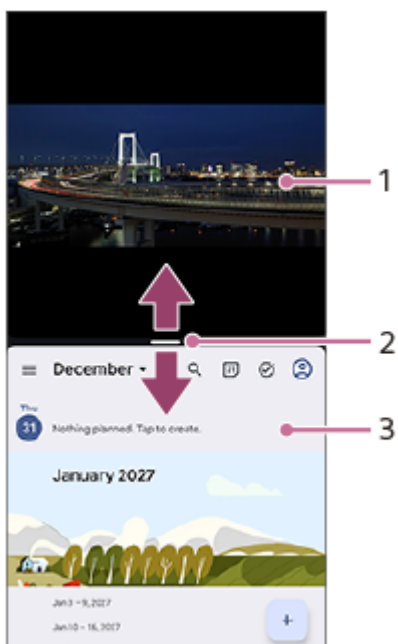 1
2
December
3
Thu
31 Nothing planned. Tap to create.
January 2027
Jan 3 – 9, 2027
Jan 10 – 16, 2027
+